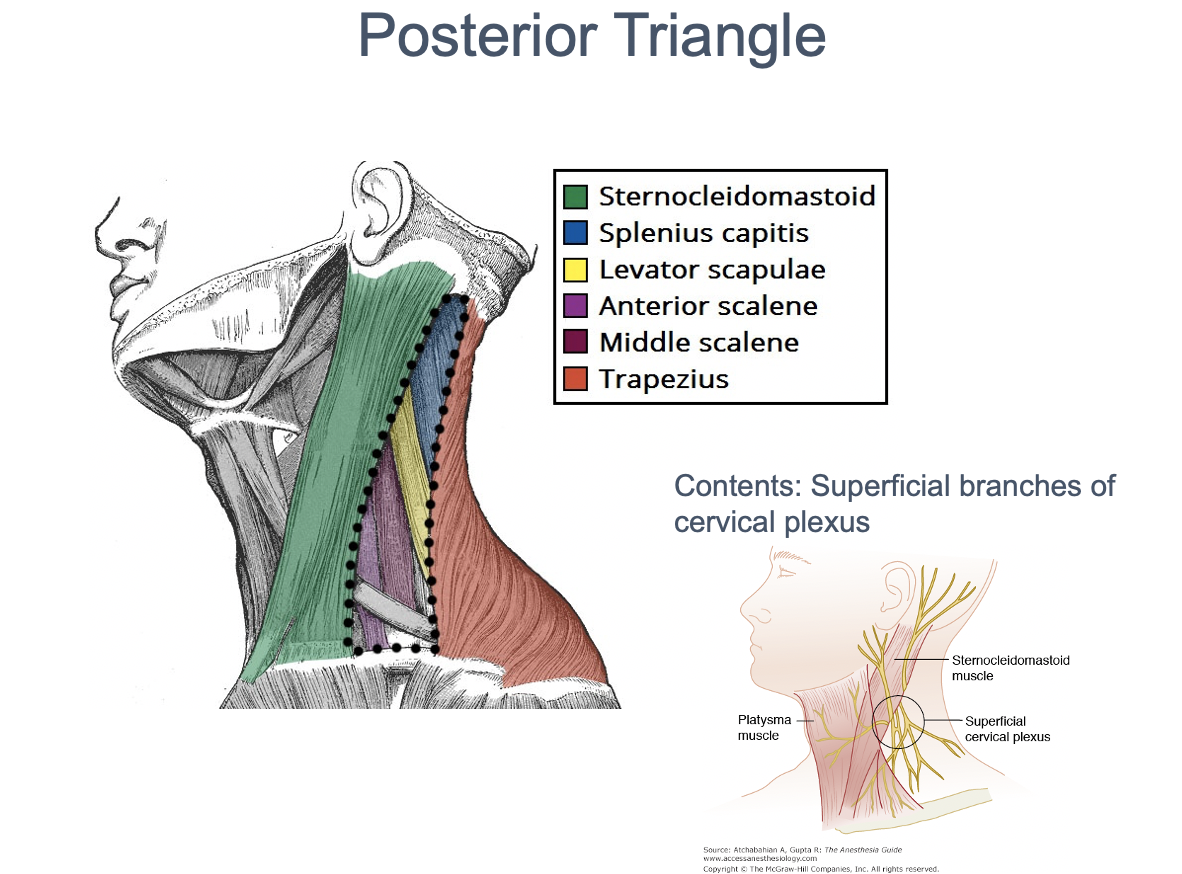 Posterior Triangle
Sternocleidomastoid
Splenius capitis
Levator scapulae
Anterior scalene
Middle scalene
Trapezius
Contents: Superficial branches of
cervical plexus
Sternocleidomastoid
muscle
Platysma
muscle
Superficial
cervical plexus
Source: Atchabahian A, Gupta R: The Anesthesia Guide
www.accessanesthesiology.com
Copyright © The McGraw-Hill Companies, Inc. All rights reserved.